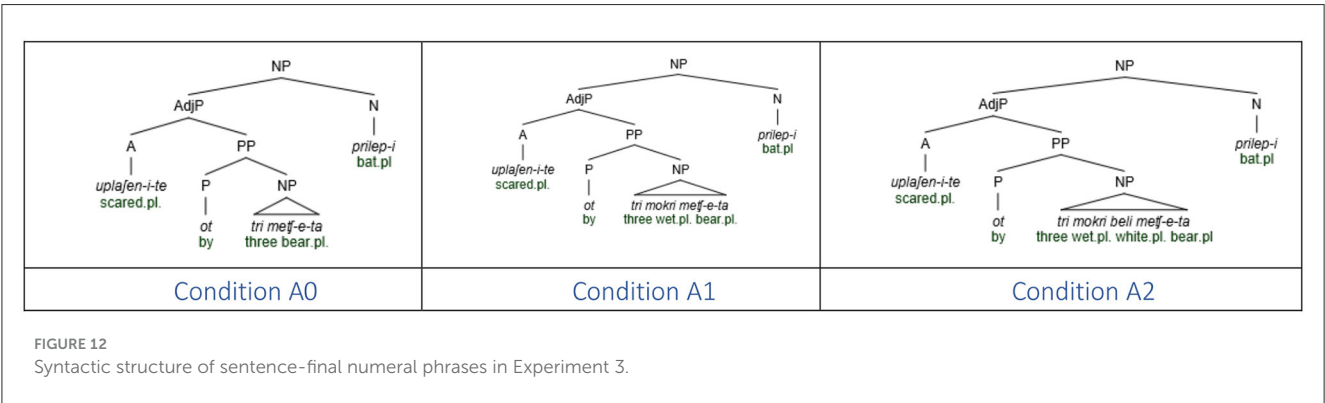 NP
AdjP
N
A
PP
prilep-i
bat.pl
uplaʃen-i-te
scared.pl.
P
NP
ot
by
tri metʃ-e-ta
three bear.pl.
Condition A0
NP
AdjP
N
A
PP
prilep-i
bat.pl
uplaʃen-i-te
scared.pl.
P
NP
ot
by
tri mokri metʃ-e-ta
three wet.pl. bear.pl.
Condition A1
NP
AdjP
N
A
PP
prilep-i
bat.pl
uplaʃen-i-te
scared.pl.
P
NP
ot
by
tri mokri beli metʃ-e-ta
three wet.pl. white.pl. bear.pl
Condition A2
FIGURE 12
Syntactic structure of sentence-final numeral phrases in Experiment 3.